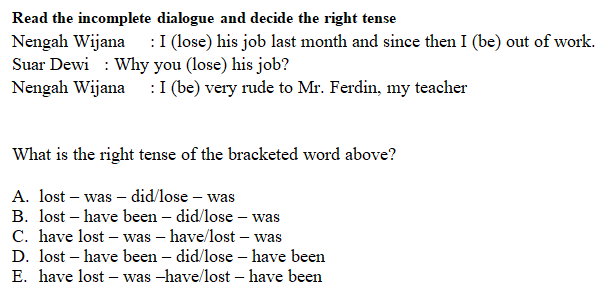 Read the incomplete dialogue and decide the right tense
Nengah Wijana : I (lose) his job last month and since then I (be) out of work.
Suar Dewi : Why you (lose) his job?
Nengah Wijana : I (be) very rude to Mr. Ferdin, my teacher
What is the right tense of the bracketed word above?
A. lost – was – did/lose – was
B. lost – have been – did/lose – was
C. have lost – was – have/lost – was
D. lost – have been – did/lose – have been
E. have lost – was –have/lost – have been